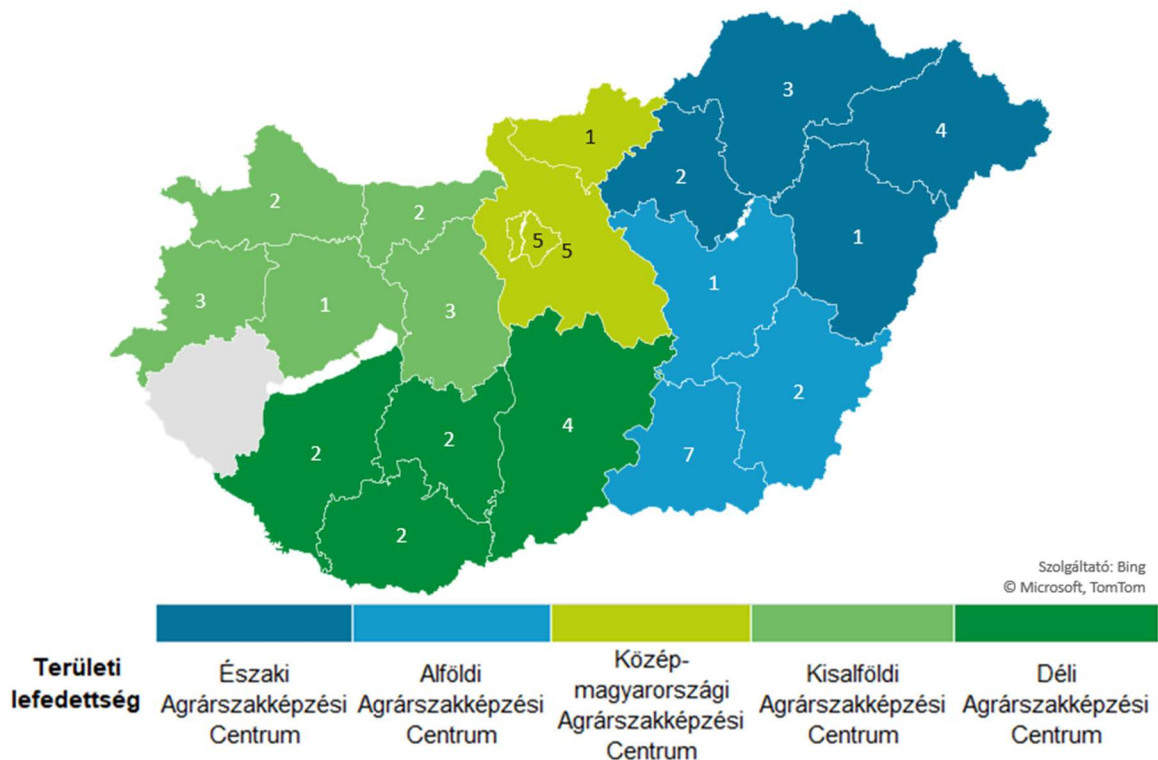 3
4
1
2
2
2
1
5
5
3
1
3
1
2
4
2
2
7
2
Szolgáltató: Bing
© Microsoft, TomTom
Területi
lefedettség
Északi
Agrárszakképzési
Centrum
Alföldi
Agrárszakképzési
Centrum
Közép-
magyarországi
Agrárszakképzési
Centrum
Kisalföldi
Agrárszakképzési
Centrum
Déli
Agrárszakképzési
Centrum